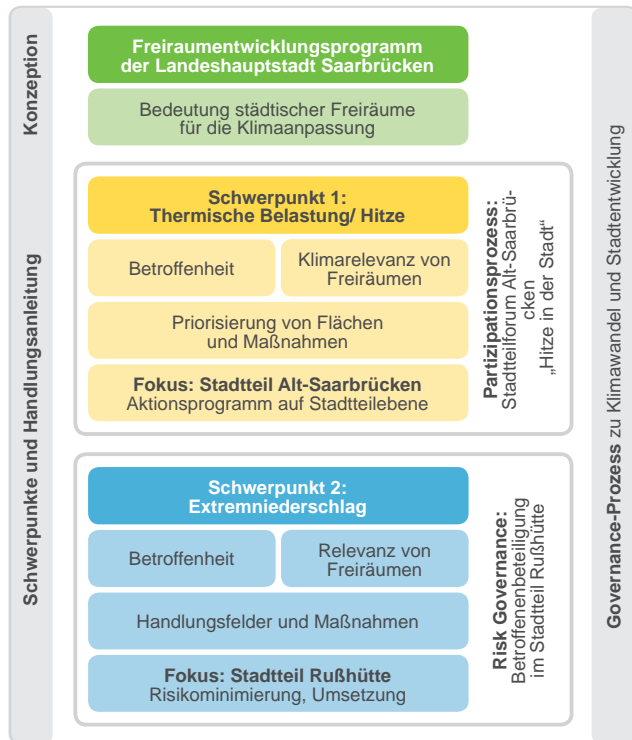 Konzeption
Freiraumentwicklungsprogramm
der Landeshauptstadt Saarbrücken
Bedeutung städtischer Freiräume
für die Klimaanpassung
Schwerpunkte und Handlungsanleitung
Schwerpunkt 1:
Thermische Belastung/ Hitze
Betroffenheit
Klimarelevanz von
Freiräumen
Priorisierung von Flächen
und Maßnahmen
Fokus: Stadtteil Alt-Saarbrücken
Aktionsprogramm auf Stadtteilebene
Partizipationsprozess:
Stadtteilforum Alt-Saarbrü-
cken
„Hitze in der Stadt“
Schwerpunkt 2:
Extremniederschlag
Betroffenheit
Relevanz von
Freiräumen
Handlungsfelder und Maßnahmen
Fokus: Stadtteil Rußhütte
Risikominimierung, Umsetzung
Risk Governance:
Betroffenenbeteiligung
im Stadtteil Rußhütte
Governance-Prozess zu Klimawandel und Stadtentwicklung